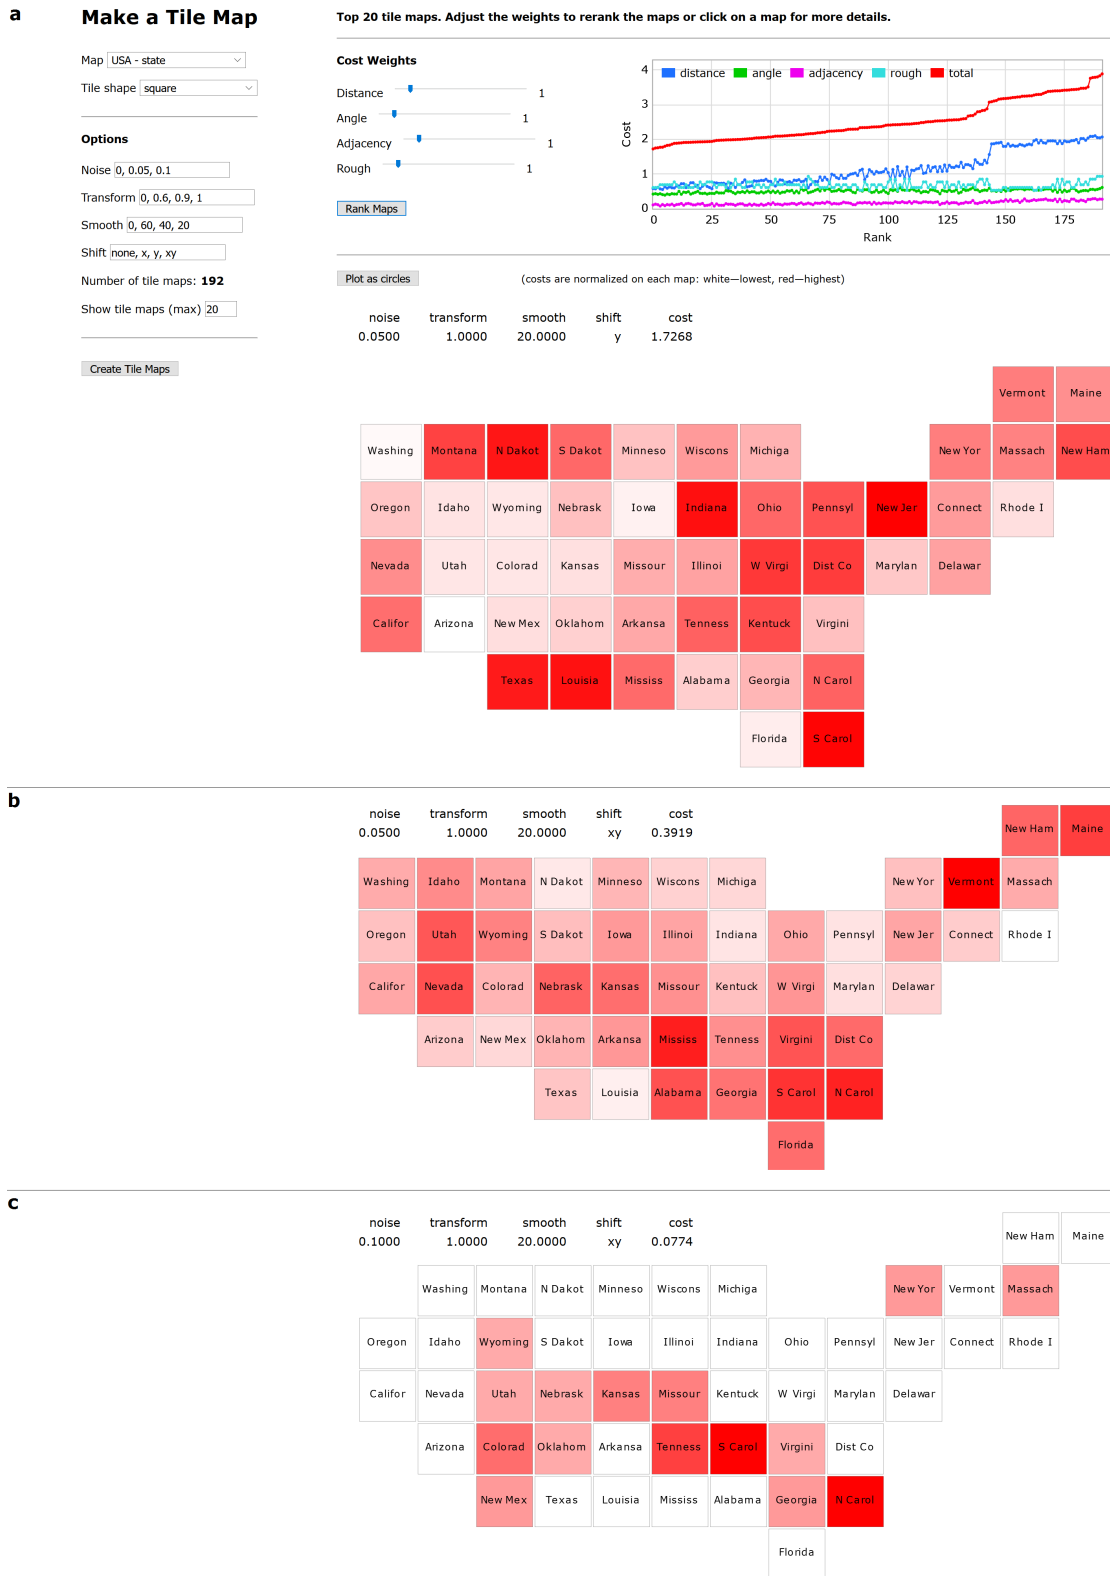 a
Make a Tile Map
Map USA - state
Tile shape square
Options
Noise 0, 0.05, 0.1
Transform 0, 0.6, 0.9, 1
Smooth 0, 60, 40, 20
Shift none, x, y, xy
Number of tile maps: 192
Show tile maps (max) 20
Create Tile Maps
Top 20 tile maps. Adjust the weights to rerank the maps or click on a map for more details.
Cost Weights
Distance 1
Angle 1
Adjacency 1
Rough 1
Rank Maps
distance angle adjacency rough total
Cost
4
3
2
1
0
0 25 50 75 100 125 150 175
Rank
Plot as circles
(costs are normalized on each map: white—lowest, red—highest)
noise transform smooth shift cost
0.0500 1.0000 20.0000 y 1.7268
Vermont Maine
Washing Montana N Dakot S Dakot Minneso Wiscons Michiga New Yor Massach New Ham
Oregon Idaho Wyoming Nebrask Iowa Indiana Ohio Pennsyl New Jer Connect Rhode I
Nevada Utah Colorad Kansas Missour Illinoi W Virgi Dist Co Marylan Delawar
Califor Arizona New Mex Oklahom Arkansa Tenness Kentuck Virgini
Texas Louisia Mississ Alabama Georgia N Carol
Florida S Carol
b
noise transform smooth shift cost
0.0500 1.0000 20.0000 xy 0.3919
New Ham Maine
Washing Idaho Montana N Dakot Minneso Wiscons Michiga New Yor Vermont Massach
Oregon Utah Wyoming S Dakot Iowa Illinoi Indiana Ohio Pennsyl New Jer Connect Rhode I
Califor Nevada Colorad Nebrask Kansas Missour Kentuck W Virgi Marylan Delawar
Arizona New Mex Oklahom Arkansa Mississ Tenness Virgini Dist Co
Texas Louisia Alabama Georgia S Carol N Carol
Florida
c
noise transform smooth shift cost
0.1000 1.0000 20.0000 xy 0.0774
New Ham Maine
Washing Montana N Dakot Minneso Wiscons Michiga New Yor Vermont Massach
Oregon Idaho Wyoming S Dakot Iowa Illinoi Indiana Ohio Pennsyl New Jer Connect Rhode I
Califor Nevada Utah Nebrask Kansas Missour Kentuck W Virgi Marylan Delawar
Arizona Colorad Oklahom Arkansa Tenness S Carol Virgini Dist Co
New Mex Texas Louisia Mississ Alabama Georgia N Carol
Florida